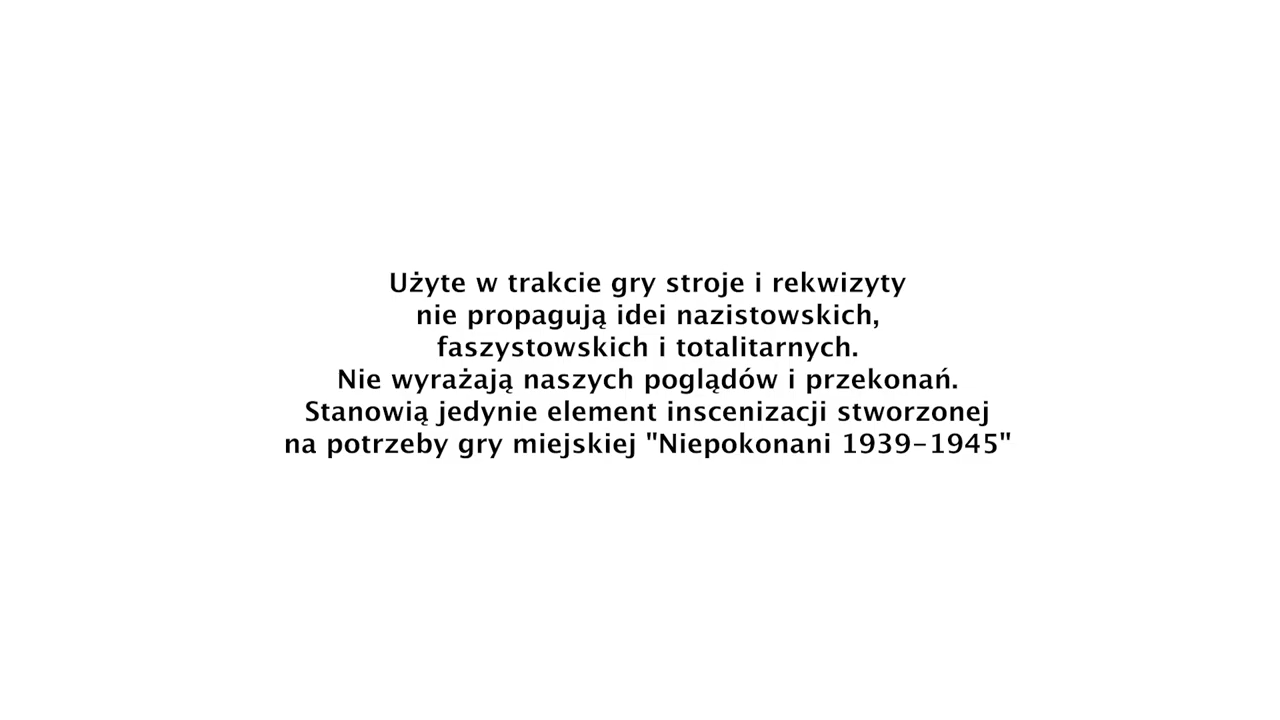 Użyte w trakcie gry stroje i rekwizyty
nie propagują idei nazistowskich,
faszystowskich i totalitarnych.
Nie wyrażają naszych poglądów i przekonań.
Stanowią jedynie element inscenizacji stworzonej
na potrzeby gry miejskiej "Niepokonani 1939-1945"